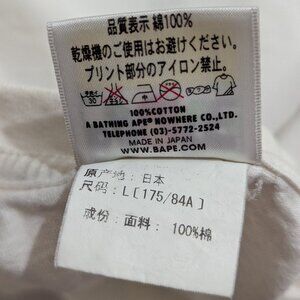 品質表示 綿100%
乾燥機のご使用はお避けください。
プリント部分のアイロン禁止
100%COTTON
A BATHING APE® NOWHERE CO.,LTD.
TELEPHONE (03)-5772-2524
MADE IN JAPAN
WWW.BAPE.COM
原产地: 日本
尺码: L [175/84A]
成份: 面料: 100%棉